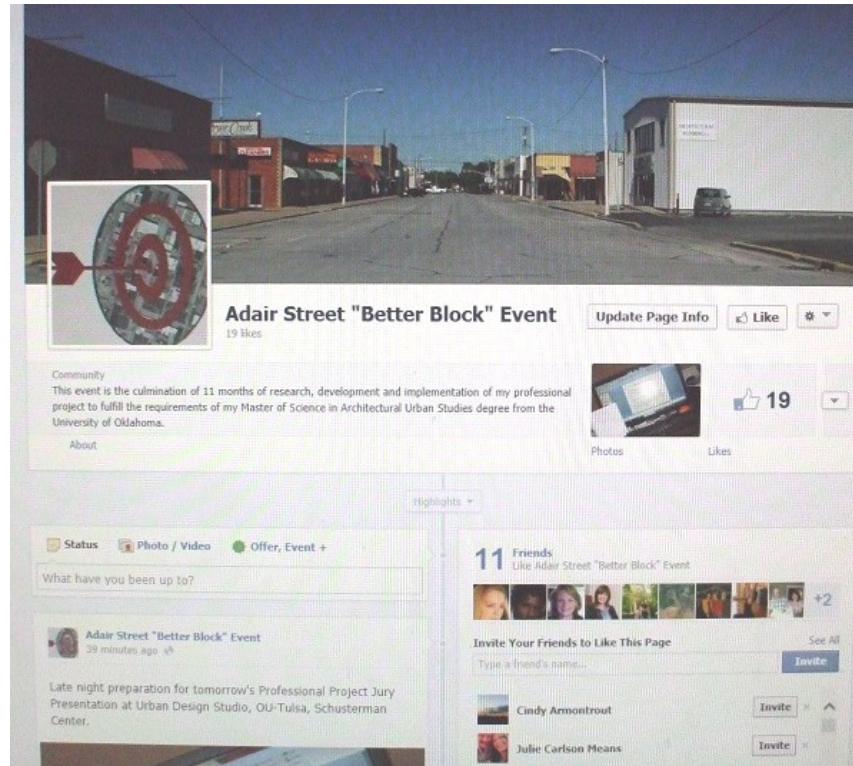 Adair Street "Better Block" Event
19 likes
Update Page Info
Like
Community
This event is the culmination of 11 months of research, development and implementation of my professional
project to fulfill the requirements of my Master of Science in Architectural Urban Studies degree from the
University of Oklahoma.
About
19
Photos
Likes
Highlights
Status
Photo / Video
Offer, Event +
What have you been up to?
Adair Street "Better Block" Event
39 minutes ago
Late night preparation for tomorrow's Professional Project Jury
Presentation at Urban Design Studio, OU-Tulsa, Schusterman
Center.
11 Friends
Like Adair Street "Better Block" Event
+2
Invite Your Friends to Like This Page
See All
Type a friend's name...
Invite
Cindy Armontrout
Invite
Julie Carlson Means
Invite